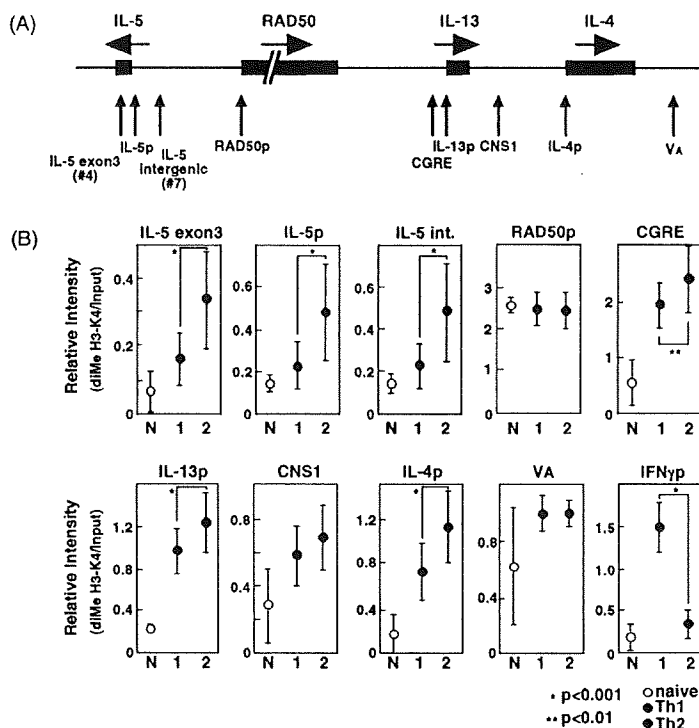 (A)
IL-5 RAD50 IL-13 IL-4
IL-5 exon3
(#4)
IL-5p
IL-5
intergenic
(#7)
RAD50p
CGRE
IL-13p
CNS1
IL-4p
VA
(B)
IL-5 exon3 IL-5p IL-5 int. RAD50p CGRE
Relative Intensity
(diMe H3-K4/Input)
0.4
0.2
0
*
N 1 2
0.6
0.4
0.2
0
*
N 1 2
0.6
0.4
0.2
0
*
N 1 2
3
2
1
0
N 1 2
2
1
0
**
N 1 2
IL-13p CNS1 IL-4p VA IFNγp
Relative Intensity
(diMe H3-K4/Input)
1.2
0.8
0.4
0
*
N 1 2
0.8
0.6
0.4
0.2
0
N 1 2
1.2
0.8
0.4
0
*
N 1 2
0.8
0.4
0
N 1 2
1.5
1.0
0.5
0
*
N 1 2
* p<0.001
** p<0.01
naive
Th1
Th2